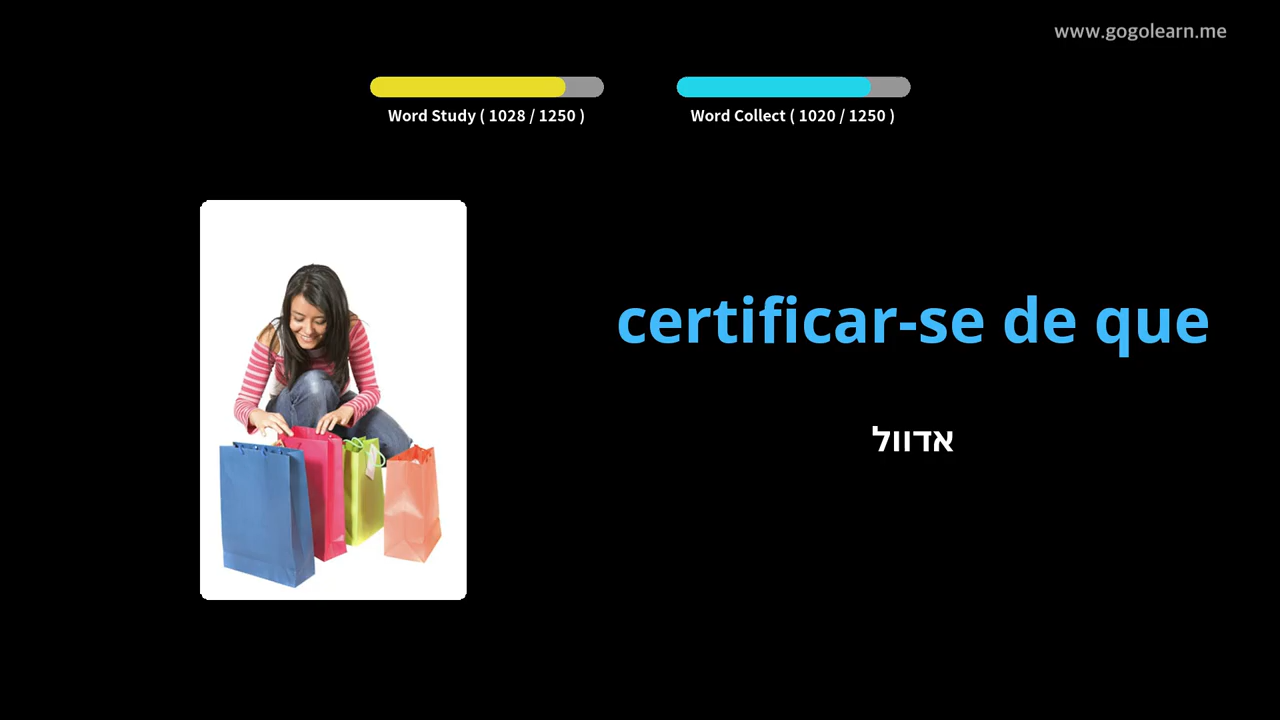 www.gogolearn.me
Word Study ( 1028 / 1250 )
Word Collect ( 1020 / 1250 )
certificar-se de que
אדוול